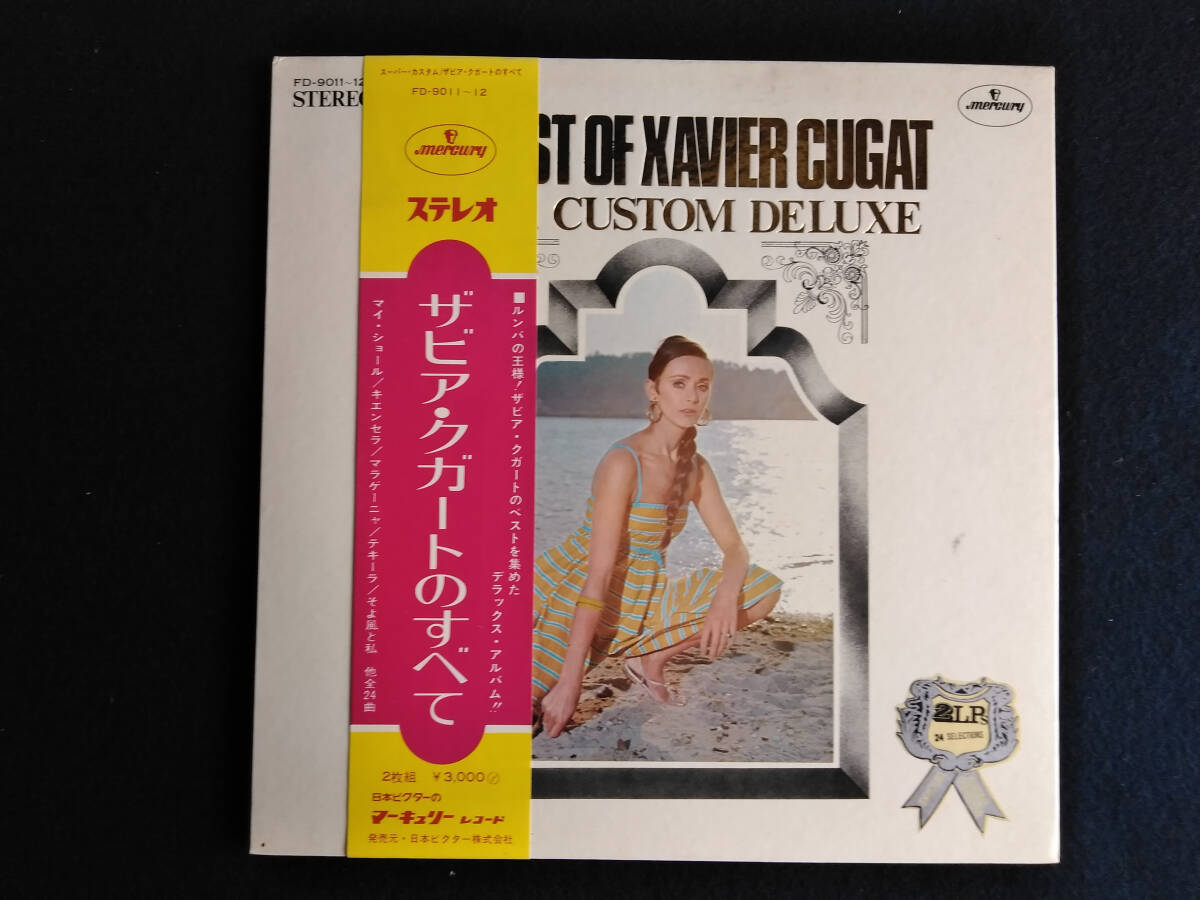 FD-9011~12
STEREO
mercury
ST OF XAVIER CUGAT
CUSTOM DELUXE
スーパー・カスタム/ザビア・クガートのすべて
FD-9011~12
mercury
ステレオ
■ルンバの王様!ザビア・クガートのベストを集めた
デラックス・アルバム!!
ザビア・クガートのすべて
マイ・ショール/キエンセラ/マラゲーニャ/テキーラ/そよ風と私 他全24曲
2枚組 ¥3,000
日本ビクターの
マーキュリー レコード
発売元・日本ビクター株式会社
2LPs
24 SELECTIONS